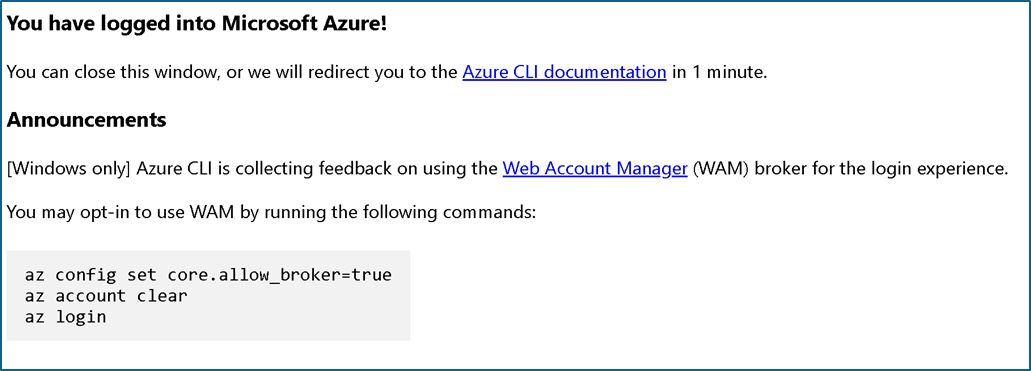 You have logged into Microsoft Azure!
You can close this window, or we will redirect you to the Azure CLI documentation in 1 minute.
Announcements
[Windows only] Azure CLI is collecting feedback on using the Web Account Manager (WAM) broker for the login experience.
You may opt-in to use WAM by running the following commands:
az config set core.allow_broker=true
az account clear
az login